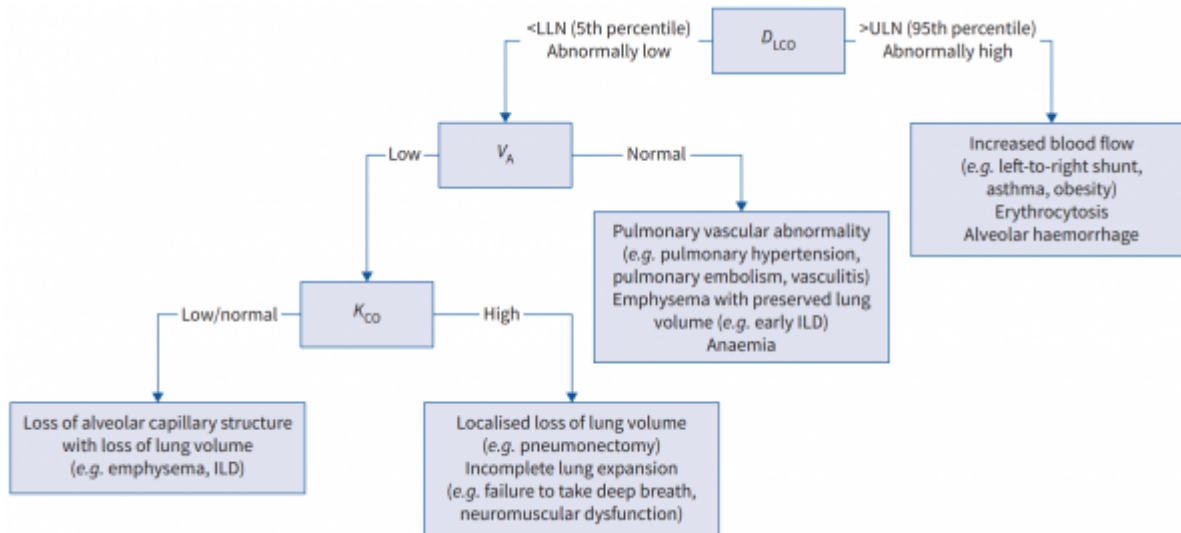 <LLN (5th percentile)
Abnormally low
DLCO
>ULN (95th percentile)
Abnormally high
Low
VA
Normal
Increased blood flow
(e.g. left-to-right shunt,
asthma, obesity)
Erythrocytosis
Alveolar haemorrhage
Pulmonary vascular abnormality
(e.g. pulmonary hypertension,
pulmonary embolism, vasculitis)
Emphysema with preserved lung
volume (e.g. early ILD)
Anaemia
Low/normal
KCO
High
Loss of alveolar capillary structure
with loss of lung volume
(e.g. emphysema, ILD)
Localised loss of lung volume
(e.g. pneumonectomy)
Incomplete lung expansion
(e.g. failure to take deep breath,
neuromuscular dysfunction)